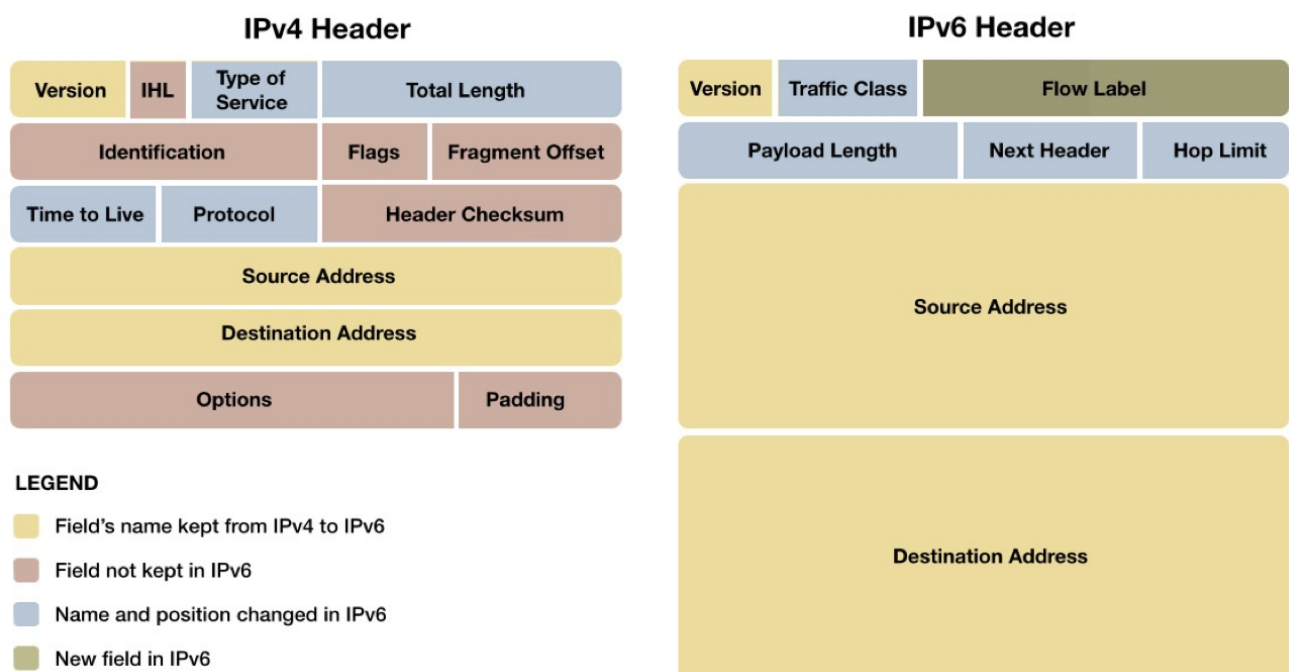 IPv4 Header
Version IHL Type of Service Total Length
Identification Flags Fragment Offset
Time to Live Protocol Header Checksum
Source Address
Destination Address
Options Padding
LEGEND
Field's name kept from IPv4 to IPv6
Field not kept in IPv6
Name and position changed in IPv6
New field in IPv6
IPv6 Header
Version Traffic Class Flow Label
Payload Length Next Header Hop Limit
Source Address
Destination Address